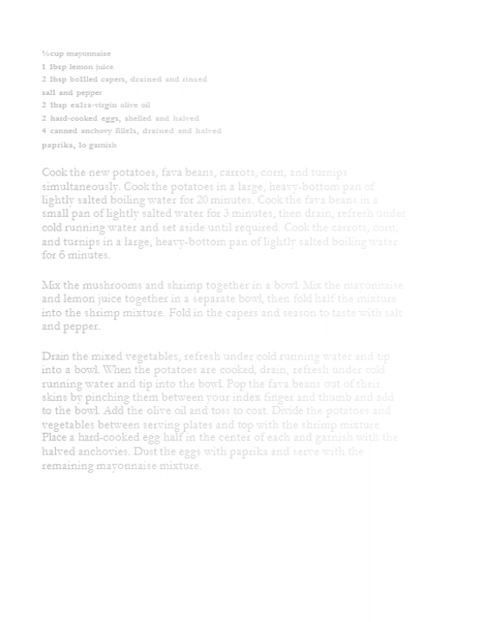 ½ cup mayonnaise
1 lbsp lemon juice
2 lbsp bollled capers, drained and rinsed
sall and pepper
2 lbsp exlra-virgin olive oil
2 hard-cooked eggs, shelled and halved
4 canned anchovy fillels, drained and halved
paprika, lo garnish
Cook the new potatoes, fava beans, carrots, corn, and turnips
simultaneously. Cook the potatoes in a large, heavy-bottom pan of
lightly salted boiling water for 20 minutes. Cook the fava beans in a
small pan of lightly salted water for 3 minutes, then drain, refresh under
cold running water and set aside until required. Cook the carrots, corn,
and turnips in a large, heavy-bottom pan of lightly salted boiling water
for 6 minutes.
Mix the mushrooms and shrimp together in a bowl. Mix the mayonnaise
and lemon juice together in a separate bowl, then fold half the mixture
into the shrimp mixture. Fold in the capers and season to taste with salt
and pepper.
Drain the mixed vegetables, refresh under cold running water and tip
into a bowl. When the potatoes are cooked, drain, refresh under cold
running water and tip into the bowl. Pop the fava beans out of their
skins by pinching them between your index finger and thumb and add
to the bowl. Add the olive oil and toss to coat. Divide the potatoes and
vegetables between serving plates and top with the shrimp mixture.
Place a hard-cooked egg half in the center of each and garnish with the
halved anchovies. Dust the eggs with paprika and serve with the
remaining mayonnaise mixture.